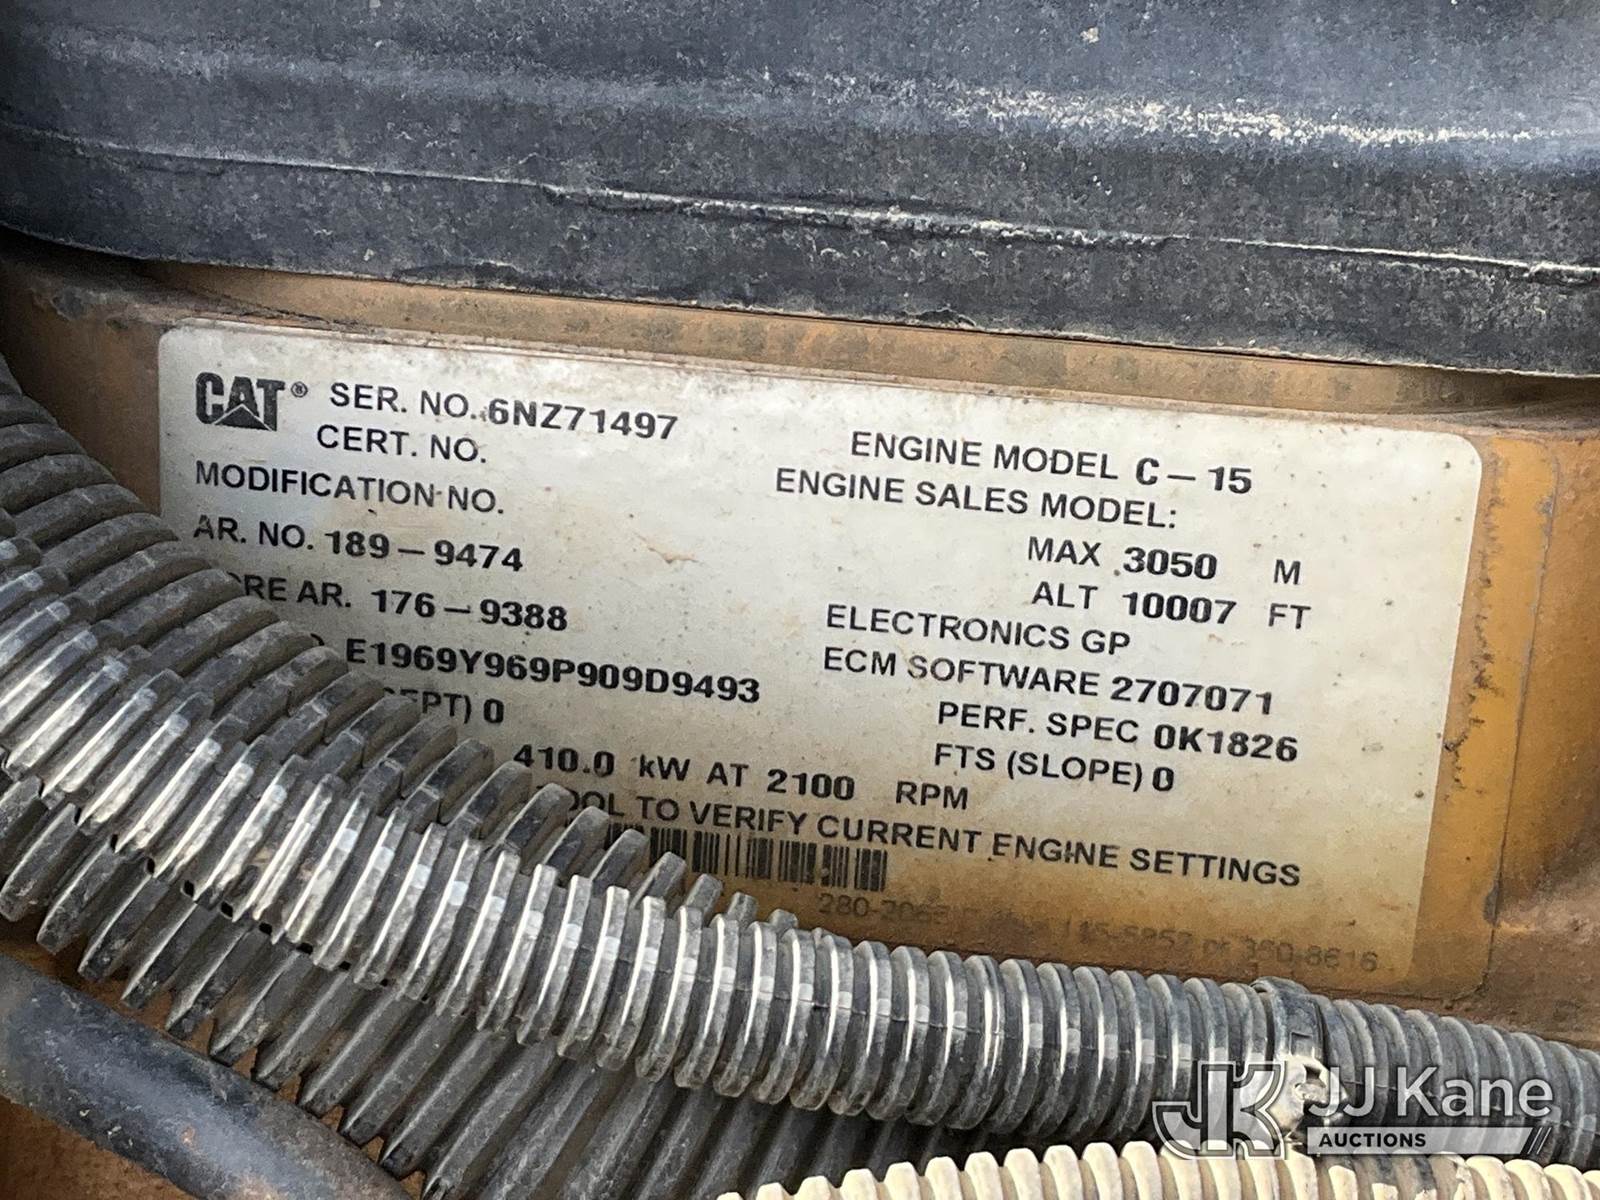 CAT® SER. NO. 6NZ71497
CERT. NO.
MODIFICATION NO.
AR. NO. 189-9474
AR. 176-9388
E1969Y969P909D9493
0
410.0 kW AT 2100 RPM
TO VERIFY CURRENT ENGINE SETTINGS
ENGINE MODEL C-15
ENGINE SALES MODEL:
MAX 3050 M
ALT 10007 FT
ELECTRONICS GP
ECM SOFTWARE 2707071
PERF. SPEC 0K1826
FTS (SLOPE) 0
JK JJ Kane
AUCTIONS